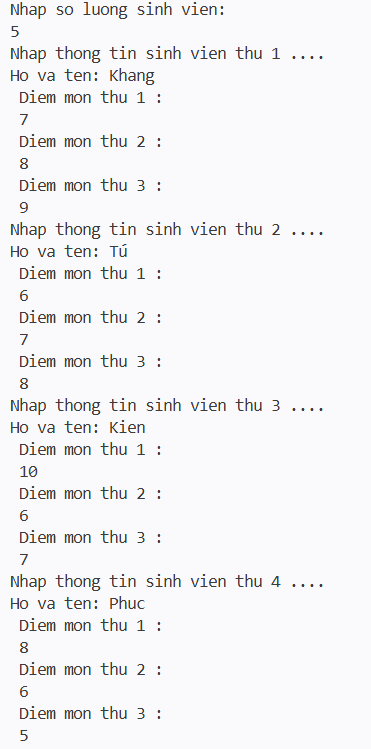 Nhap so luong sinh vien:
5
Nhap thong tin sinh vien thu 1 ....
Ho va ten: Khang
Diem mon thu 1 :
7
Diem mon thu 2 :
8
Diem mon thu 3 :
9
Nhap thong tin sinh vien thu 2 ....
Ho va ten: Tú
Diem mon thu 1 :
6
Diem mon thu 2 :
7
Diem mon thu 3 :
8
Nhap thong tin sinh vien thu 3 ....
Ho va ten: Kien
Diem mon thu 1 :
10
Diem mon thu 2 :
6
Diem mon thu 3 :
7
Nhap thong tin sinh vien thu 4 ....
Ho va ten: Phuc
Diem mon thu 1 :
8
Diem mon thu 2 :
6
Diem mon thu 3 :
5